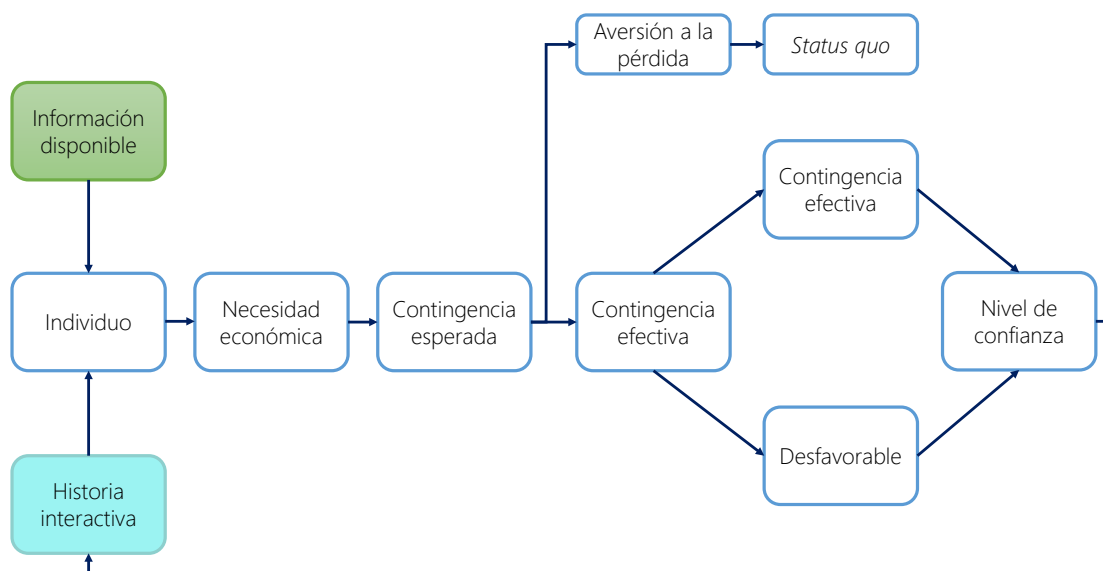 Aversión a la
pérdida
Status quo
Información
disponible
Contingencia
efectiva
Individuo
Necesidad
económica
Contingencia
esperada
Contingencia
efectiva
Nivel de
confianza
Desfavorable
Historia
interactiva